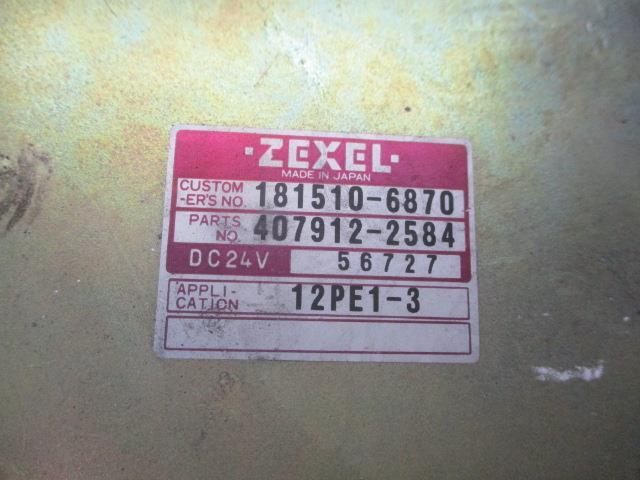 ·ZEXEL·
MADE IN JAPAN
CUSTOM
-ER'S NO. 181510-6870
PARTS
NO. 407912-2584
DC24V 56727
APPLI-
CATION 12PE1-3